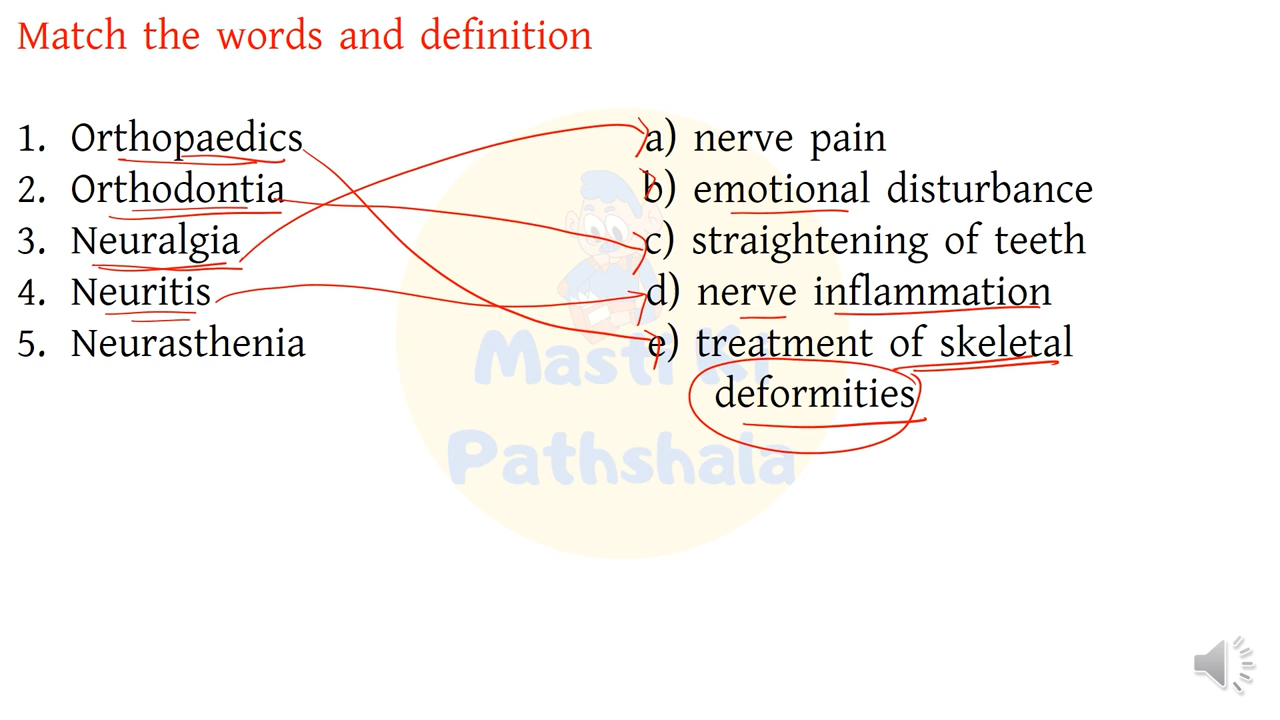 Match the words and definition
1. Orthopaedics
2. Orthodontia
3. Neuralgia
4. Neuritis
5. Neurasthenia
a) nerve pain
b) emotional disturbance
c) straightening of teeth
d) nerve inflammation
e) treatment of skeletal
deformities
Masti Ki
Pathshala